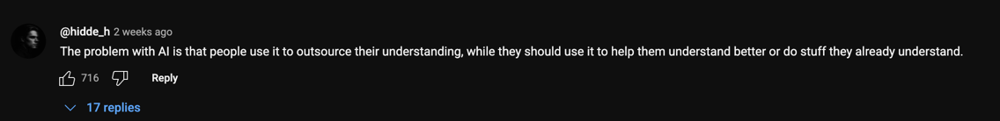 @hidde_h 2 weeks ago
The problem with AI is that people use it to outsource their understanding, while they should use it to help them understand better or do stuff they already understand.
716 Reply
17 replies